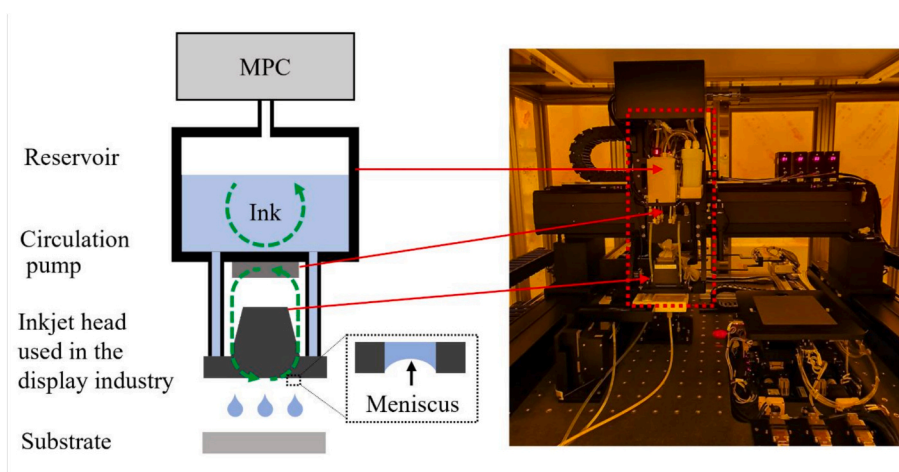 MPC
Reservoir
Ink
Circulation
pump
Inkjet head
used in the
display industry
Meniscus
Substrate